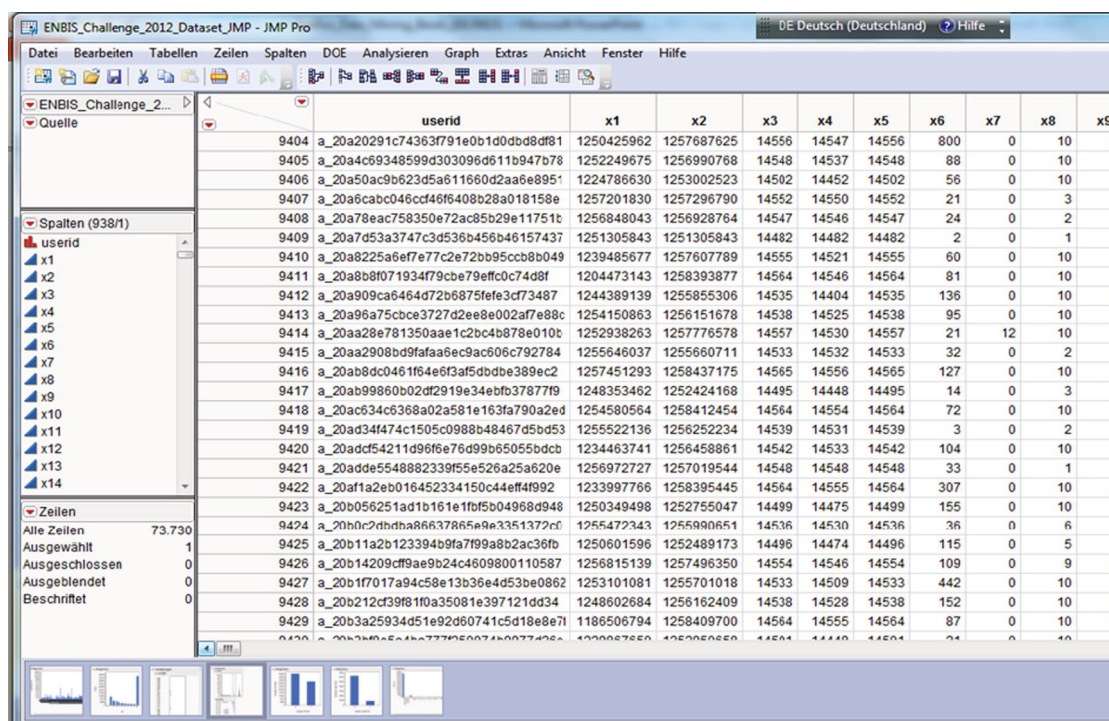 ENBIS_Challenge_2012_Dataset_JMP - JMP Pro
DE Deutsch (Deutschland) Hilfe
Datei Bearbeiten Tabellen Zeilen Spalten DOE Analysieren Graph Extras Ansicht Fenster Hilfe
ENBIS_Challenge_2...
Quelle
Spalten (938/1)
userid
x1
x2
x3
x4
x5
x6
x7
x8
x9
x10
x11
x12
x13
x14
Zeilen
Alle Zeilen 73.730
Ausgewählt 1
Ausgeschlossen 0
Ausgeblendet 0
Beschriftet 0
userid x1 x2 x3 x4 x5 x6 x7 x8 x9
9404 a_20a20291c74363f791e0b1d0dbd8df81 1250425962 1257687625 14556 14547 14556 800 0 10
9405 a_20a4c69348599d303096d611b947b78 1252249675 1256990768 14548 14537 14548 88 0 10
9406 a_20a50ac9b623d5a611660d2aa6e8951 1224786630 1253002523 14502 14452 14502 56 0 10
9407 a_20a6cabc046ccf46f6408b28a018158e 1257201830 1257296790 14552 14550 14552 21 0 3
9408 a_20a78eac758350e72ac85b29e11751b 1256848043 1256928764 14547 14546 14547 24 0 2
9409 a_20a7d53a3747c3d536b456b46157437 1251305843 1251305843 14482 14482 14482 2 0 1
9410 a_20a8225a6ef7e77c2e72bb95ccb8b049 1239485677 1257607789 14555 14521 14555 60 0 10
9411 a_20a8b8f071934f79cbe79effc0c74d8f 1204473143 1258393877 14564 14546 14564 81 0 10
9412 a_20a909ca6464d72b6875fefe3cf73487 1244389139 1255855306 14535 14404 14535 136 0 10
9413 a_20a96a75cbce3727d2ee8e002af7e88c 1254150863 1256151678 14538 14525 14538 95 0 10
9414 a_20aa28e781350aae1c2bc4b878e010b 1252938263 1257776578 14557 14530 14557 21 12 10
9415 a_20aa2908bd9fafaa6ec9ac606c792784 1255646037 1255660711 14533 14532 14533 32 0 2
9416 a_20ab8dc0461f64e6f3af5dbdbe389ec2 1257451293 1258437175 14565 14556 14565 127 0 10
9417 a_20ab99860b02df2919e34ebfb37877f9 1248353462 1252424168 14495 14448 14495 14 0 3
9418 a_20ac634c6368a02a581e163fa790a2ed 1254580564 1258412454 14564 14554 14564 72 0 10
9419 a_20ad34f474c1505c0988b48467d5bd53 1255522136 1256252234 14539 14531 14539 3 0 2
9420 a_20adcf54211d96f6e76d99b65055bdcb 1234463741 1256458861 14542 14533 14542 104 0 10
9421 a_20adde5548882339f55e526a25a620e 1256972727 1257019544 14548 14548 14548 33 0 1
9422 a_20af1a2eb016452334150c44eff4f992 1233997766 1258395445 14564 14555 14564 307 0 10
9423 a_20b056251ad1b161e1fbf5b04968d948 1250349498 1252755047 14499 14475 14499 155 0 10
9424 a_20b0c2dbdba86637865e9e3351372c0 1255472343 1255990651 14536 14530 14536 36 0 6
9425 a_20b11a2b123394b9fa7f99a8b2ac36fb 1250601596 1252489173 14496 14474 14496 115 0 5
9426 a_20b14209cff9ae9b24c4609800110587 1256815139 1257496350 14554 14546 14554 109 0 9
9427 a_20b1f7017a94c58e13b36e4d53be0862 1253101081 1255701018 14533 14509 14533 442 0 10
9428 a_20b212cf39f81f0a35081e397121dd34 1248602684 1256162409 14538 14528 14538 152 0 10
9429 a_20b3a25934d51e92d60741c5d18e8e7f 1186506794 1258409700 14564 14555 14564 87 0 10